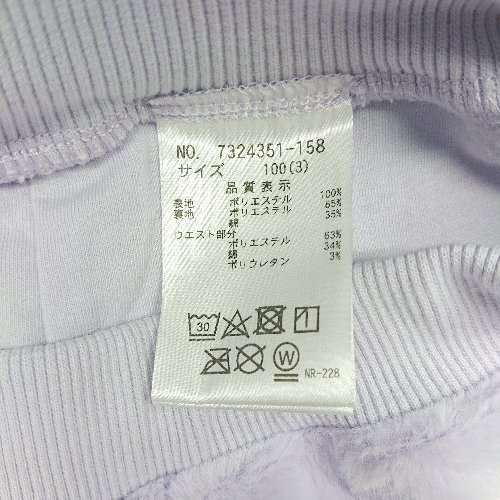 NO. 7324351-158
サイズ 100(3)
品質表示
表地 ポリエステル 100%
裏地 ポリエステル 65%
綿 35%
ウエスト部分
ポリエステル 63%
綿 34%
ポリウレタン 3%
30
W
NR-228